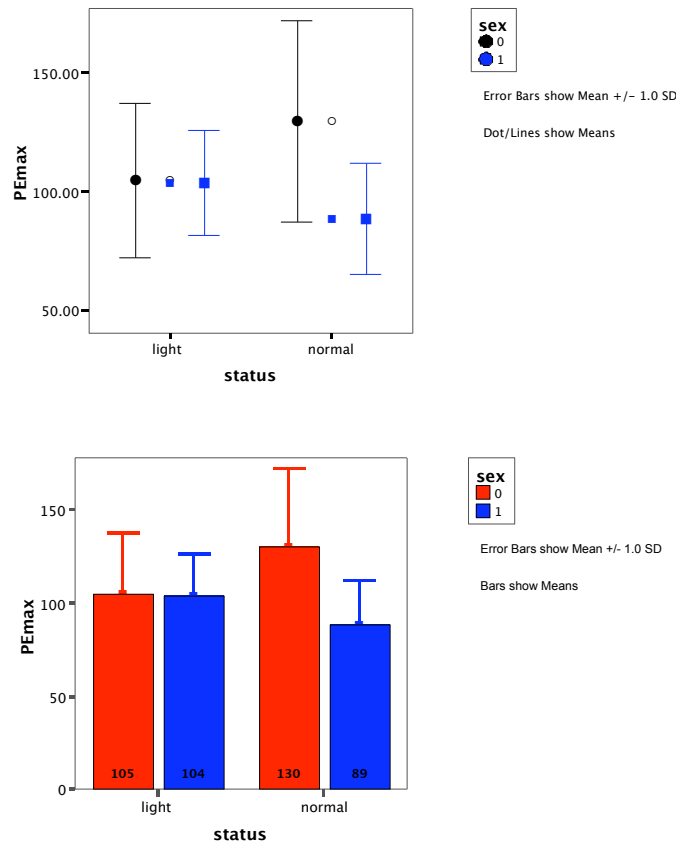 sex
0
1
Error Bars show Mean +/- 1.0 SD
Dot/Lines show Means
150.00
100.00
50.00
PEmax
light normal
status
sex
0
1
Error Bars show Mean +/- 1.0 SD
Bars show Means
150
100
50
0
PEmax
105 104 130 89
light normal
status